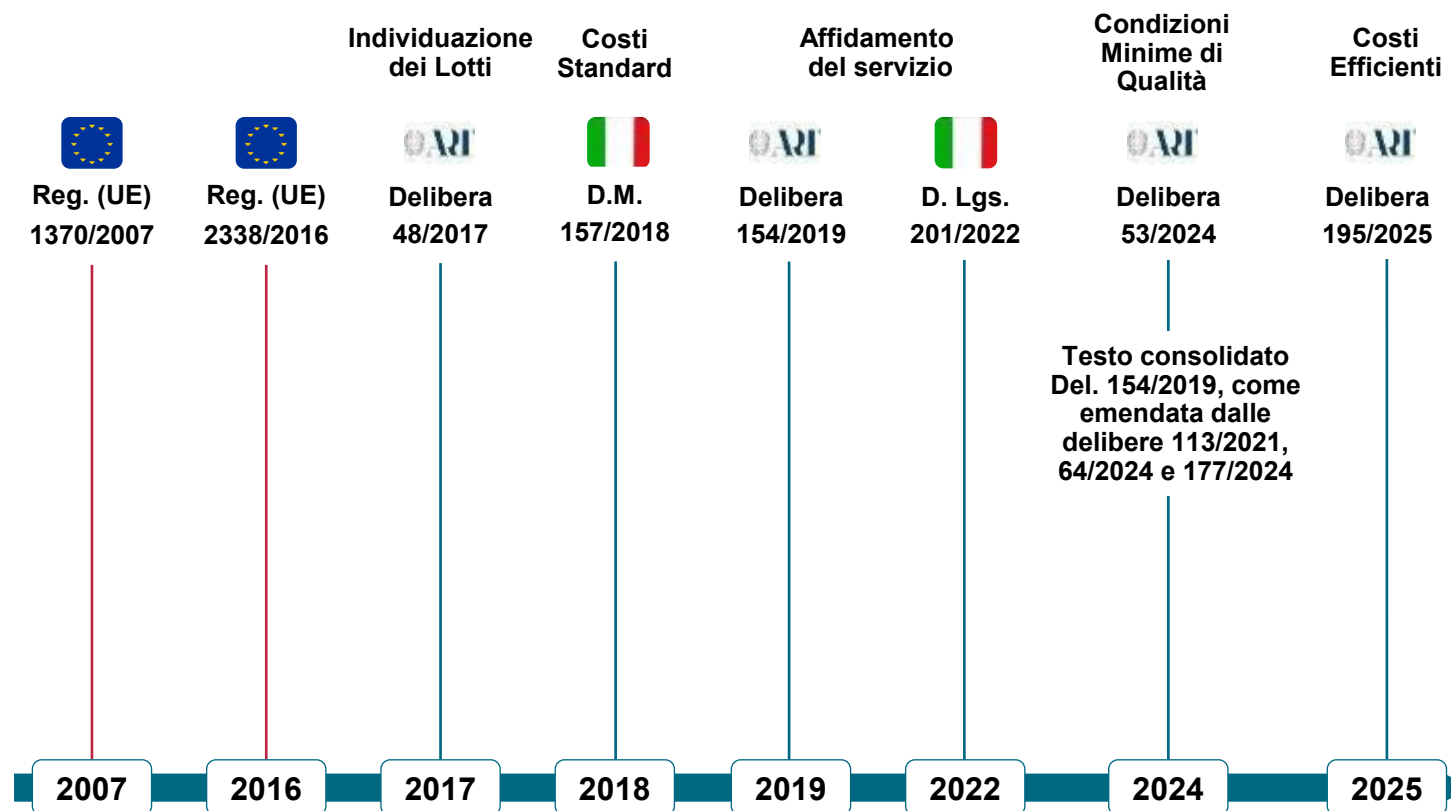 Individuazione
dei Lotti
Costi
Standard
Affidamento
del servizio
Condizioni
Minime di
Qualità
Costi
Efficienti
Reg. (UE)
1370/2007
Reg. (UE)
2338/2016
ART
Delibera
48/2017
D.M.
157/2018
ART
Delibera
154/2019
D. Lgs.
201/2022
ART
Delibera
53/2024
ART
Delibera
195/2025
Testo consolidato
Del. 154/2019, come
emendata dalle
delibere 113/2021,
64/2024 e 177/2024
2007
2016
2017
2018
2019
2022
2024
2025